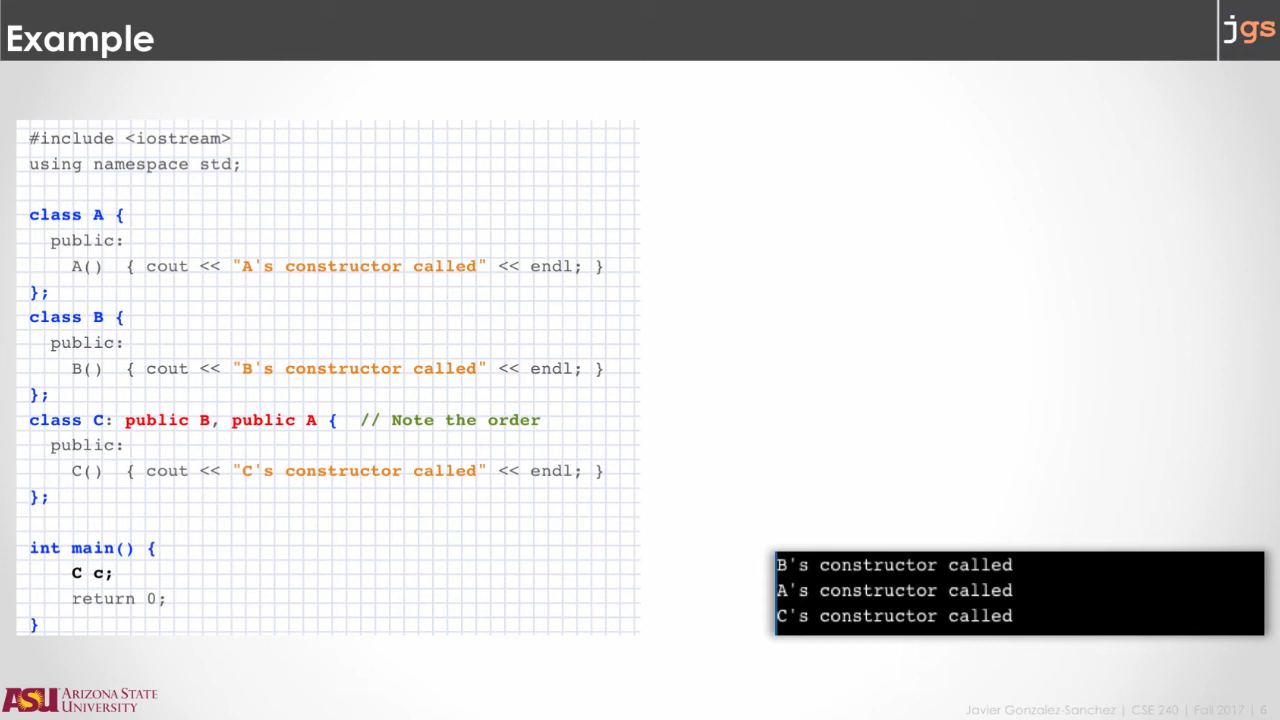 Example
jgs
#include <iostream>
using namespace std;
class A {
public:
A() { cout << "A's constructor called" << endl; }
};
class B {
public:
B() { cout << "B's constructor called" << endl; }
};
class C: public B, public A { // Note the order
public:
C() { cout << "C's constructor called" << endl; }
};
int main() {
C c;
return 0;
}
B's constructor called
A's constructor called
C's constructor called
ASU ARIZONA STATE
UNIVERSITY
Javier Gonzalez-Sanchez | CSE 240 | Fall 2017 | 6